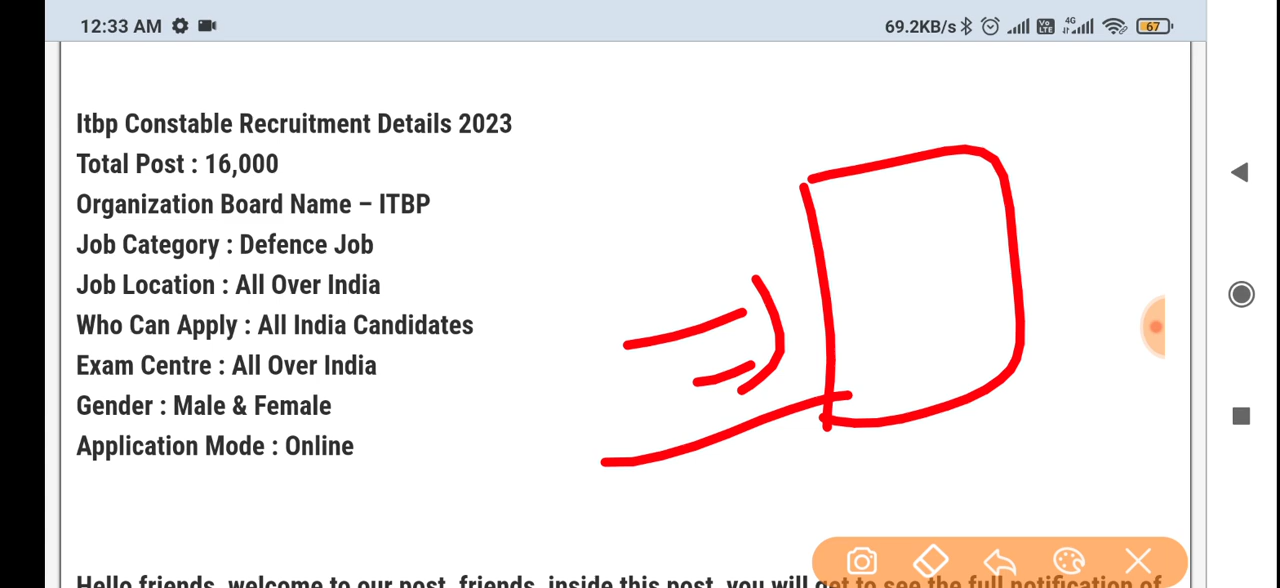 12:33 AM 69.2KB/s Vo LTE 4G 67
Itbp Constable Recruitment Details 2023
Total Post : 16,000
Organization Board Name – ITBP
Job Category : Defence Job
Job Location : All Over India
Who Can Apply : All India Candidates
Exam Centre : All Over India
Gender : Male & Female
Application Mode : Online
Hello friends, welcome to our post, friends, inside this post, you will get to see the full notification of